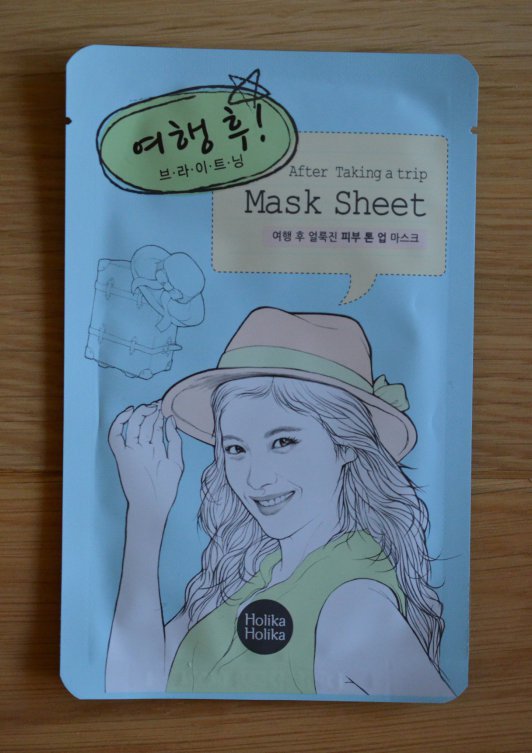 여행 후!
브·라·이·트·닝
After Taking a trip
Mask Sheet
여행 후 얼룩진 피부 톤 업 마스크
Holika
Holika